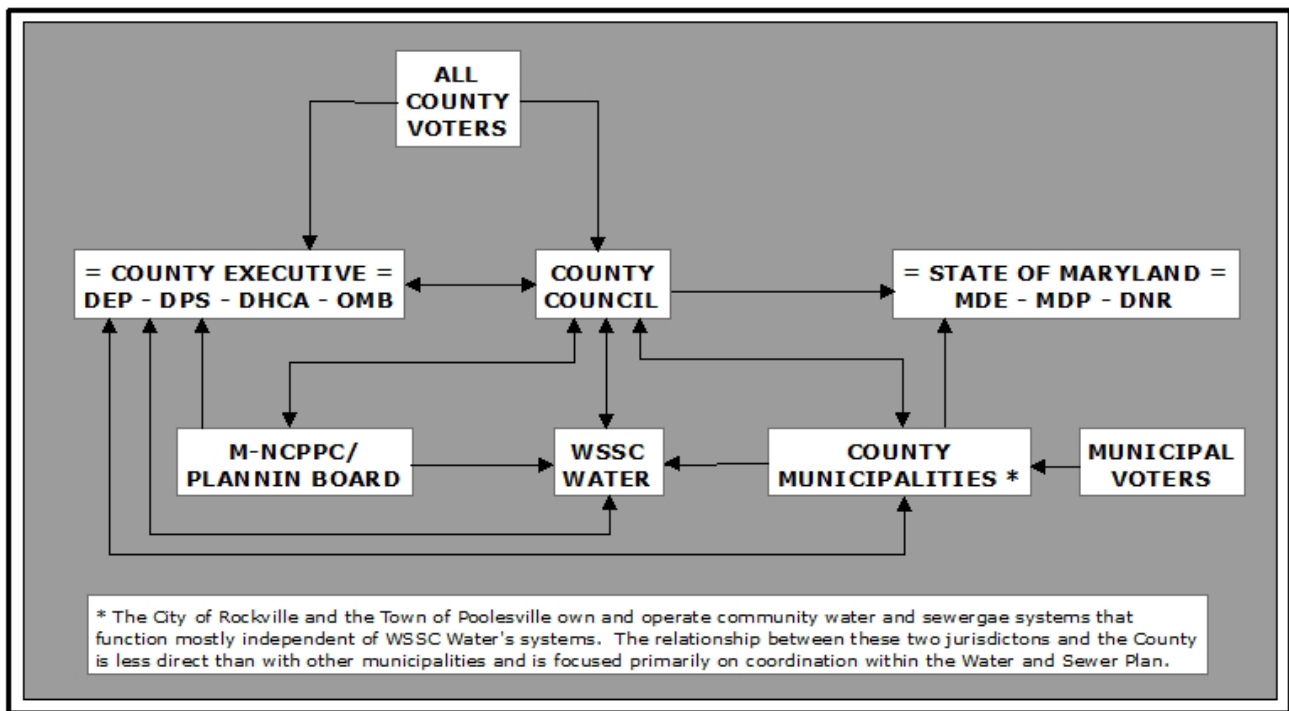 ALL
COUNTY
VOTERS
= COUNTY EXECUTIVE =
DEP - DPS - DHCA - OMB
COUNTY
COUNCIL
= STATE OF MARYLAND =
MDE - MDP - DNR
M-NCPPC/
PLANNIN BOARD
WSSC
WATER
COUNTY
MUNICIPALITIES *
MUNICIPAL
VOTERS
* The City of Rockville and the Town of Poolesville own and operate community water and sewergae systems that
function mostly independent of WSSC Water's systems.  The relationship between these two jurisdictons and the County
is less direct than with other municipalities and is focused primarily on coordination within the Water and Sewer Plan.